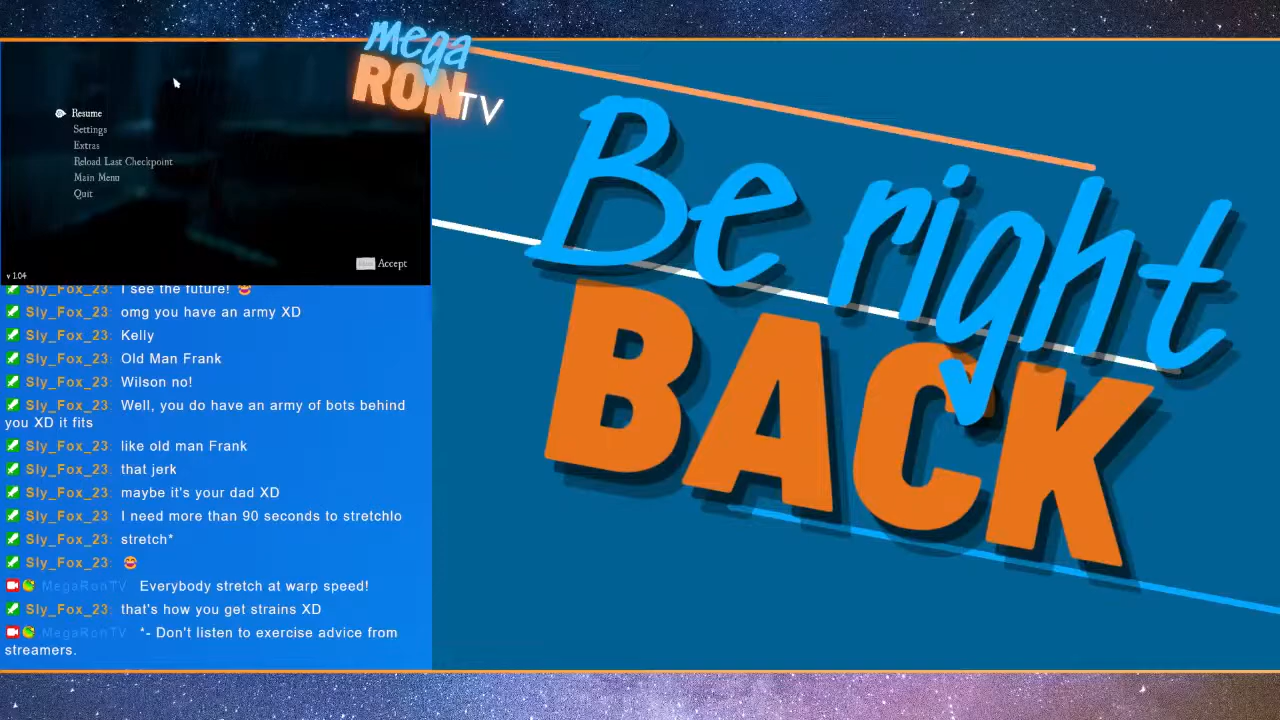 mega
RONTV
Resume
Settings
Extras
Reload Last Checkpoint
Main Menu
Quit
Accept
v 1.04
Be right
BACK
Sly_Fox_23: I see the future!
Sly_Fox_23: omg you have an army XD
Sly_Fox_23: Kelly
Sly_Fox_23: Old Man Frank
Sly_Fox_23: Wilson no!
Sly_Fox_23: Well, you do have an army of bots behind
you XD it fits
Sly_Fox_23: like old man Frank
Sly_Fox_23: that jerk
Sly_Fox_23: maybe it's your dad XD
Sly_Fox_23: I need more than 90 seconds to stretchlo
Sly_Fox_23: stretch*
Sly_Fox_23:
MegaRonTV: Everybody stretch at warp speed!
Sly_Fox_23: that's how you get strains XD
MegaRonTV: *- Don't listen to exercise advice from
streamers.